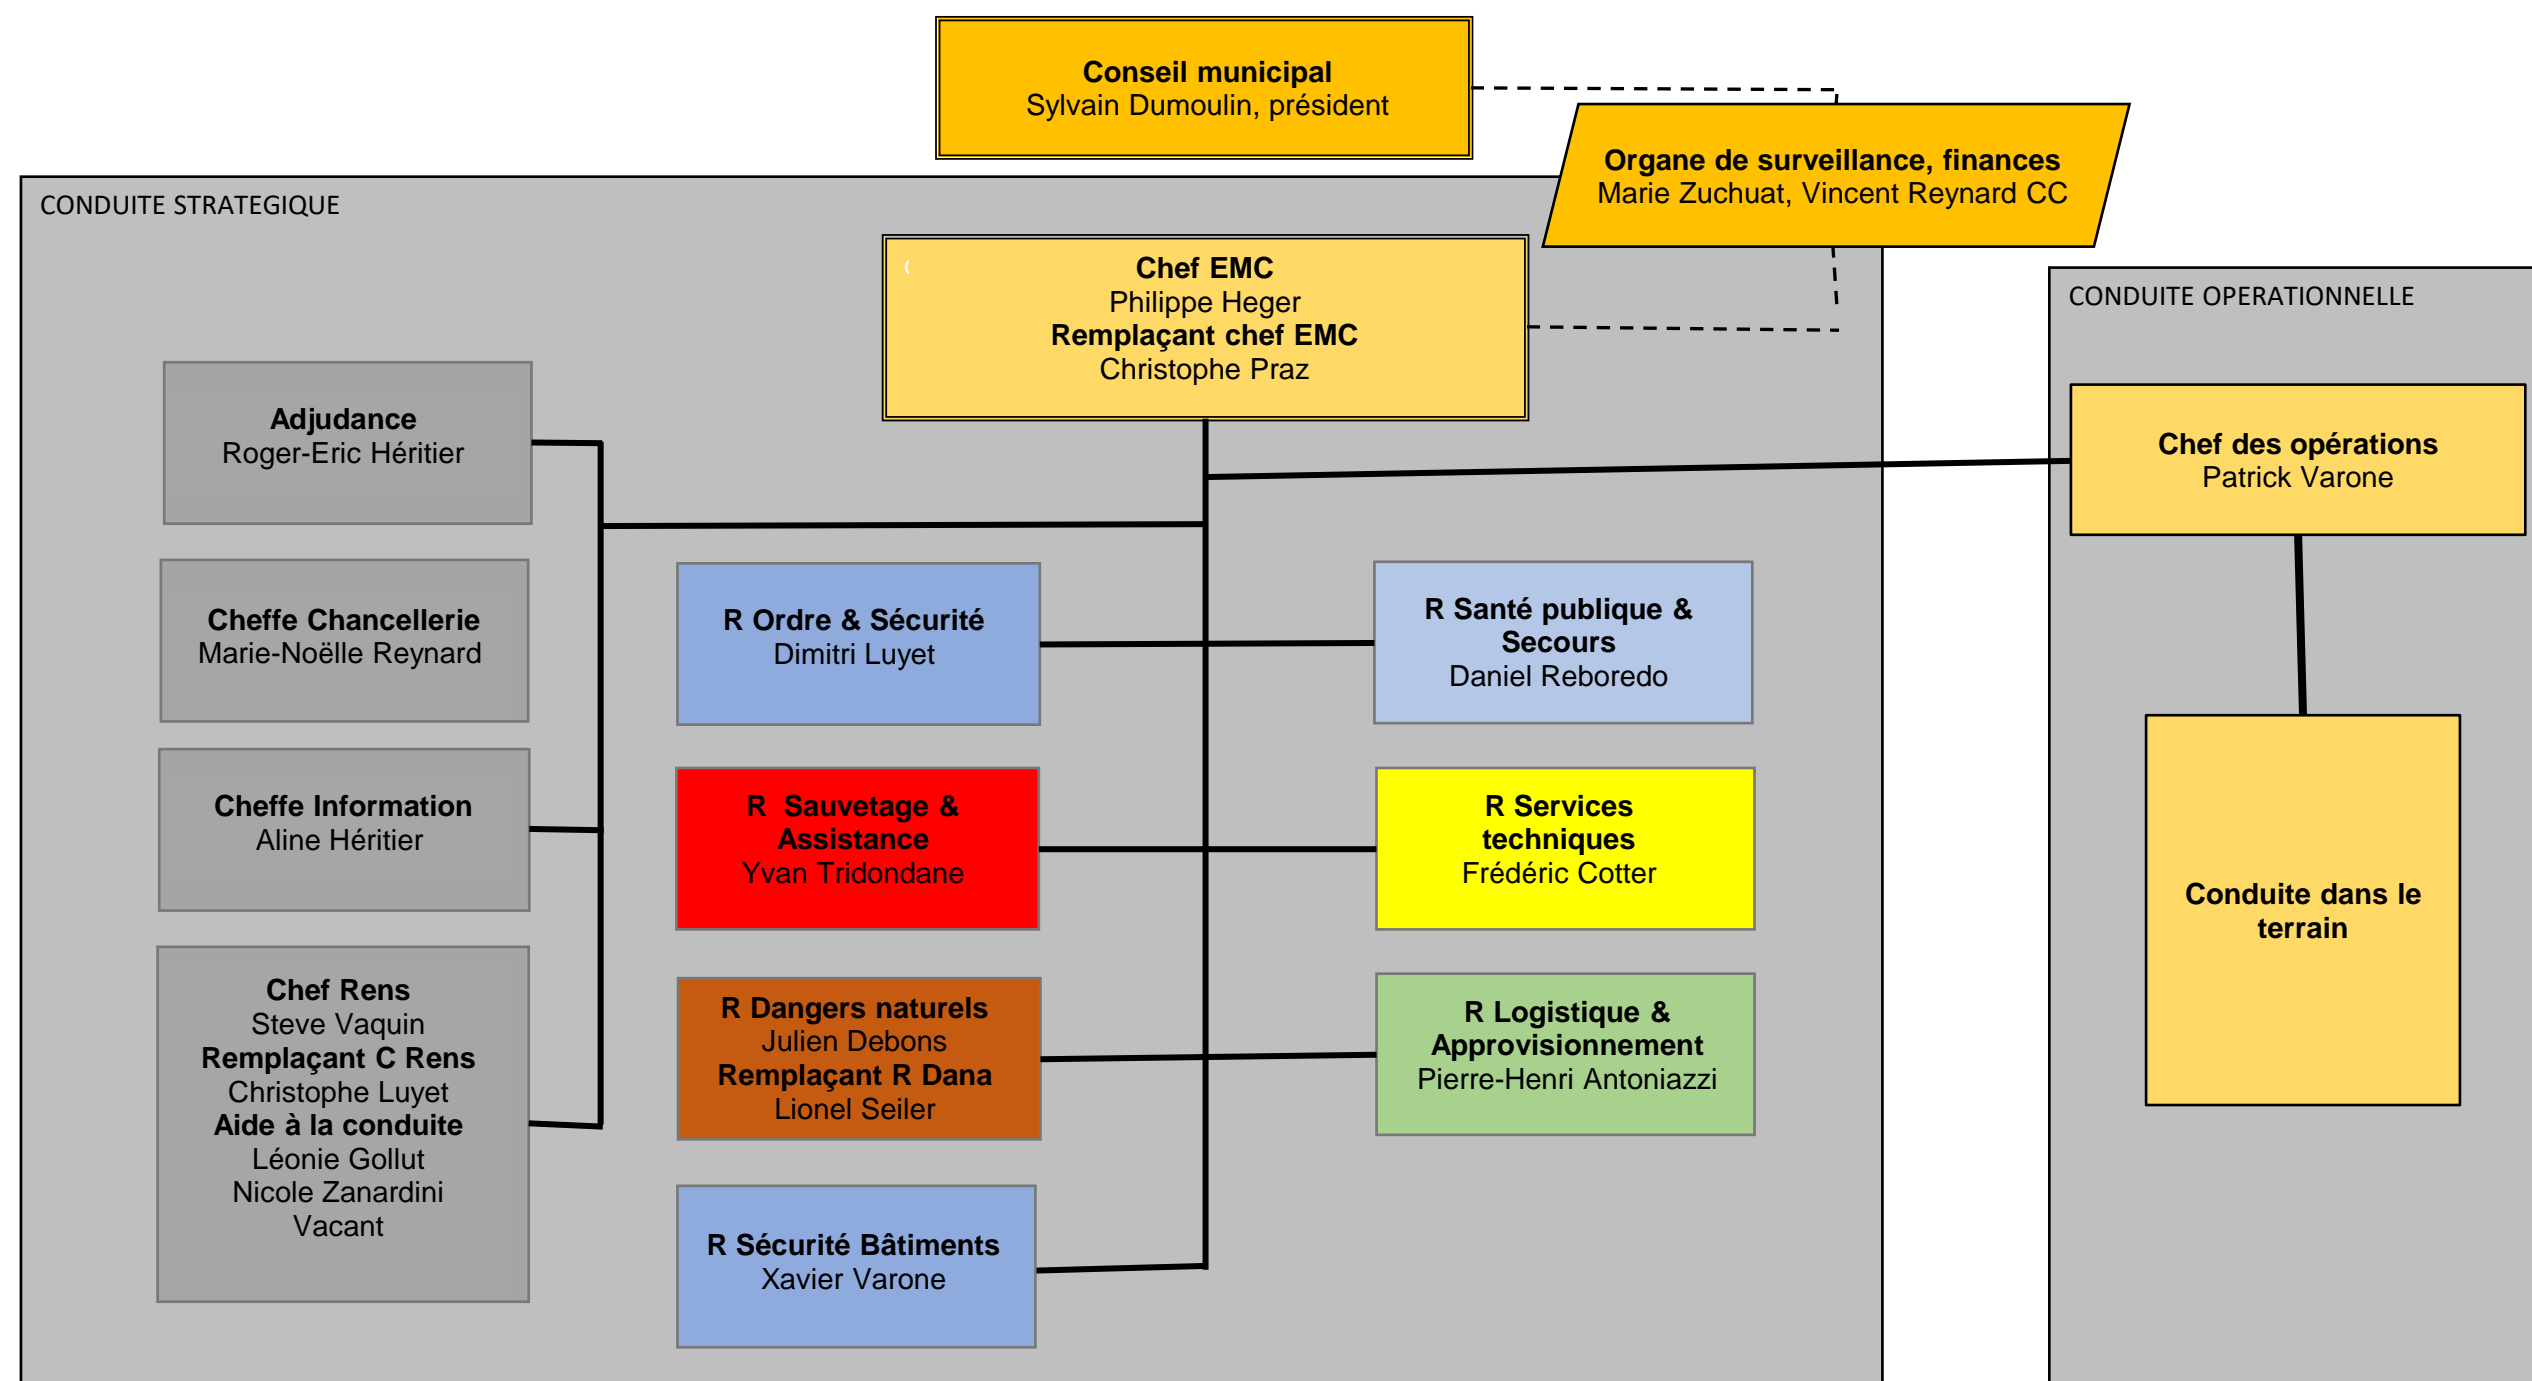 Conseil municipal
Sylvain Dumoulin, président
Organe de surveillance, finances
Marie Zuchuat, Vincent Reynard CC
CONDUITE STRATEGIQUE
Chef EMC
Philippe Heger
Remplaçant chef EMC
Christophe Praz
CONDUITE OPERATIONNELLE
Adjudance
Roger-Eric Héritier
Chef des opérations
Patrick Varone
Cheffe Chancellerie
Marie-Noëlle Reynard
R Ordre & Sécurité
Dimitri Luyet
R Santé publique &
Secours
Daniel Reboredo
Cheffe Information
Aline Héritier
R  Sauvetage &
Assistance
Yvan Tridondane
R Services
techniques
Frédéric Cotter
Conduite dans le
terrain
Chef Rens
Steve Vaquin
Remplaçant C Rens
Christophe Luyet
Aide à la conduite
Léonie Gollut
Nicole Zanardini
Vacant
R Dangers naturels
Julien Debons
Remplaçant R Dana
Lionel Seiler
R Logistique &
Approvisionnement
Pierre-Henri Antoniazzi
R Sécurité Bâtiments
Xavier Varone